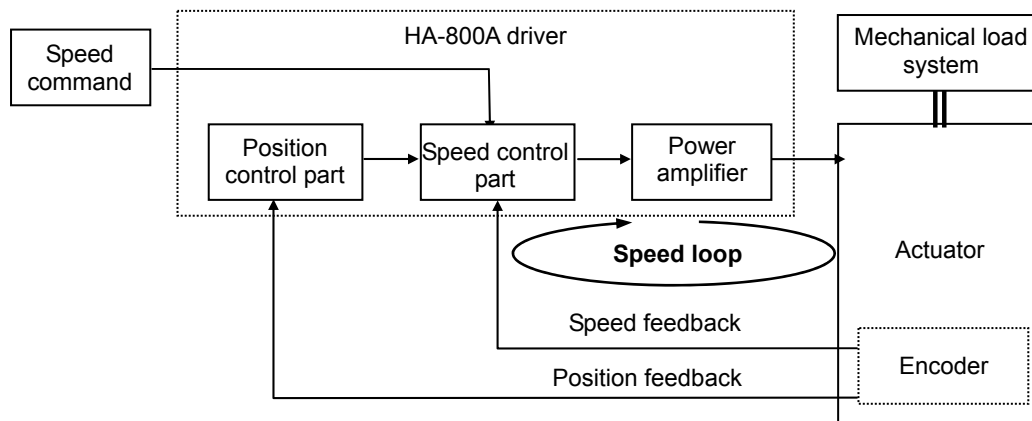 HA-800A driver
Speed
command
Mechanical load
system
Position
control part
Speed control
part
Power
amplifier
Speed loop
Actuator
Speed feedback
Encoder
Position feedback